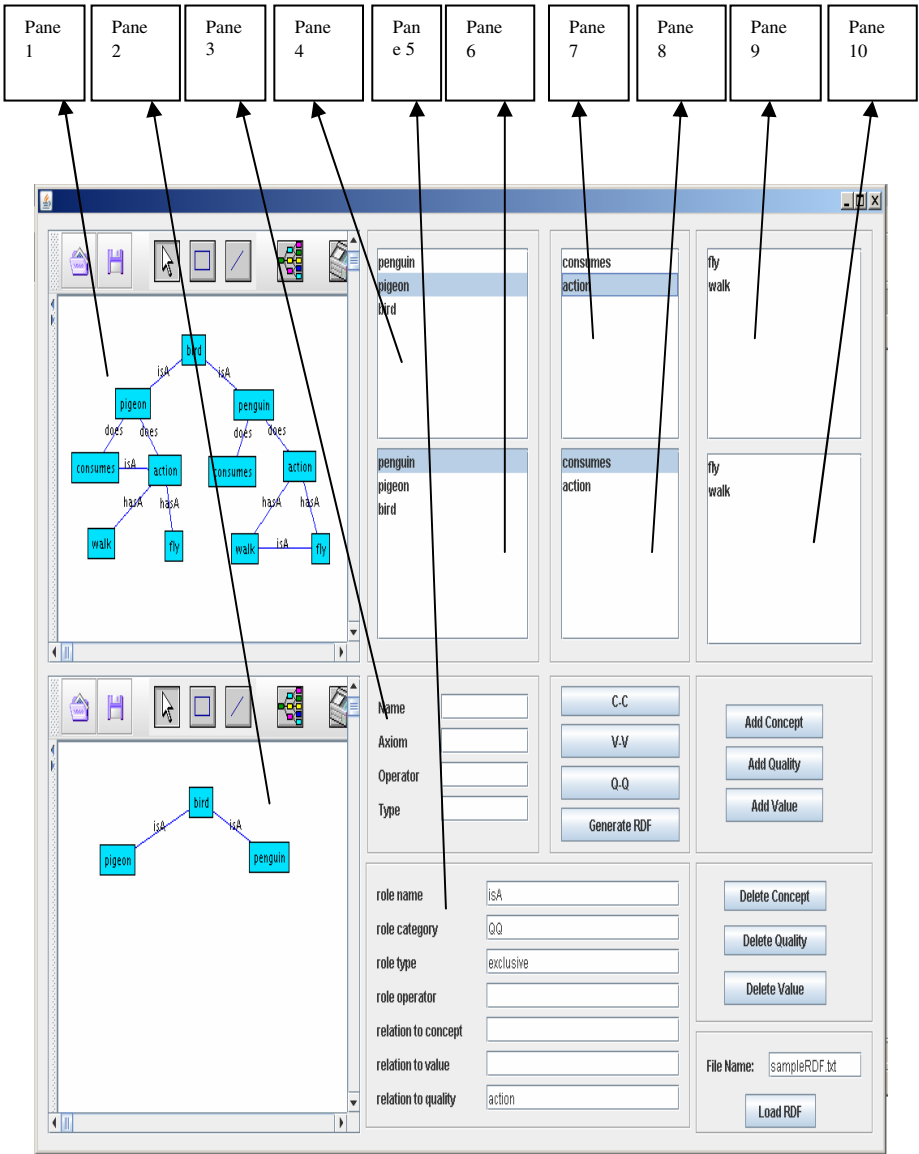 Pane
1
Pane
2
Pane
3
Pane
4
Pan
e 5
Pane
6
Pane
7
Pane
8
Pane
9
Pane
10
bird
isA
isA
pigeon
penguin
does
does
does
does
consumes
isA
action
consumes
action
hasA
hasA
hasA
hasA
walk
fly
walk
isA
fly
penguin
pigeon
bird
consumes
action
fly
walk
penguin
pigeon
bird
consumes
action
fly
walk
bird
isA
isA
pigeon
penguin
Name
Axiom
Operator
Type
C-C
V-V
Q-Q
Generate RDF
Add Concept
Add Quality
Add Value
role name
isA
role category
QQ
role type
exclusive
role operator
relation to concept
relation to value
relation to quality
action
Delete Concept
Delete Quality
Delete Value
File Name:
sampleRDF.txt
Load RDF